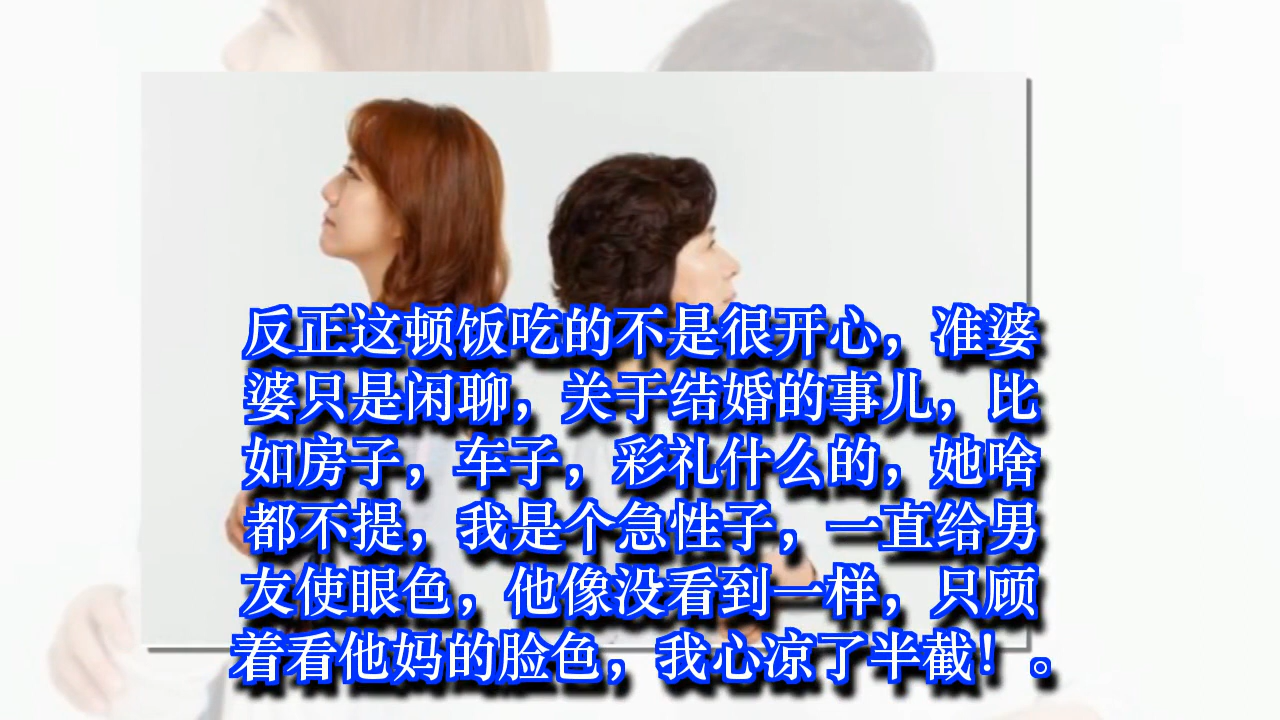 反正这顿饭吃的不是很开心，准婆
婆只是闲聊，关于结婚的事儿，比
如房子，车子，彩礼什么的，她啥
都不提，我是个急性子，一直给男
友使眼色，他像没看到一样，只顾
着看他妈的脸色，我心凉了半截！。